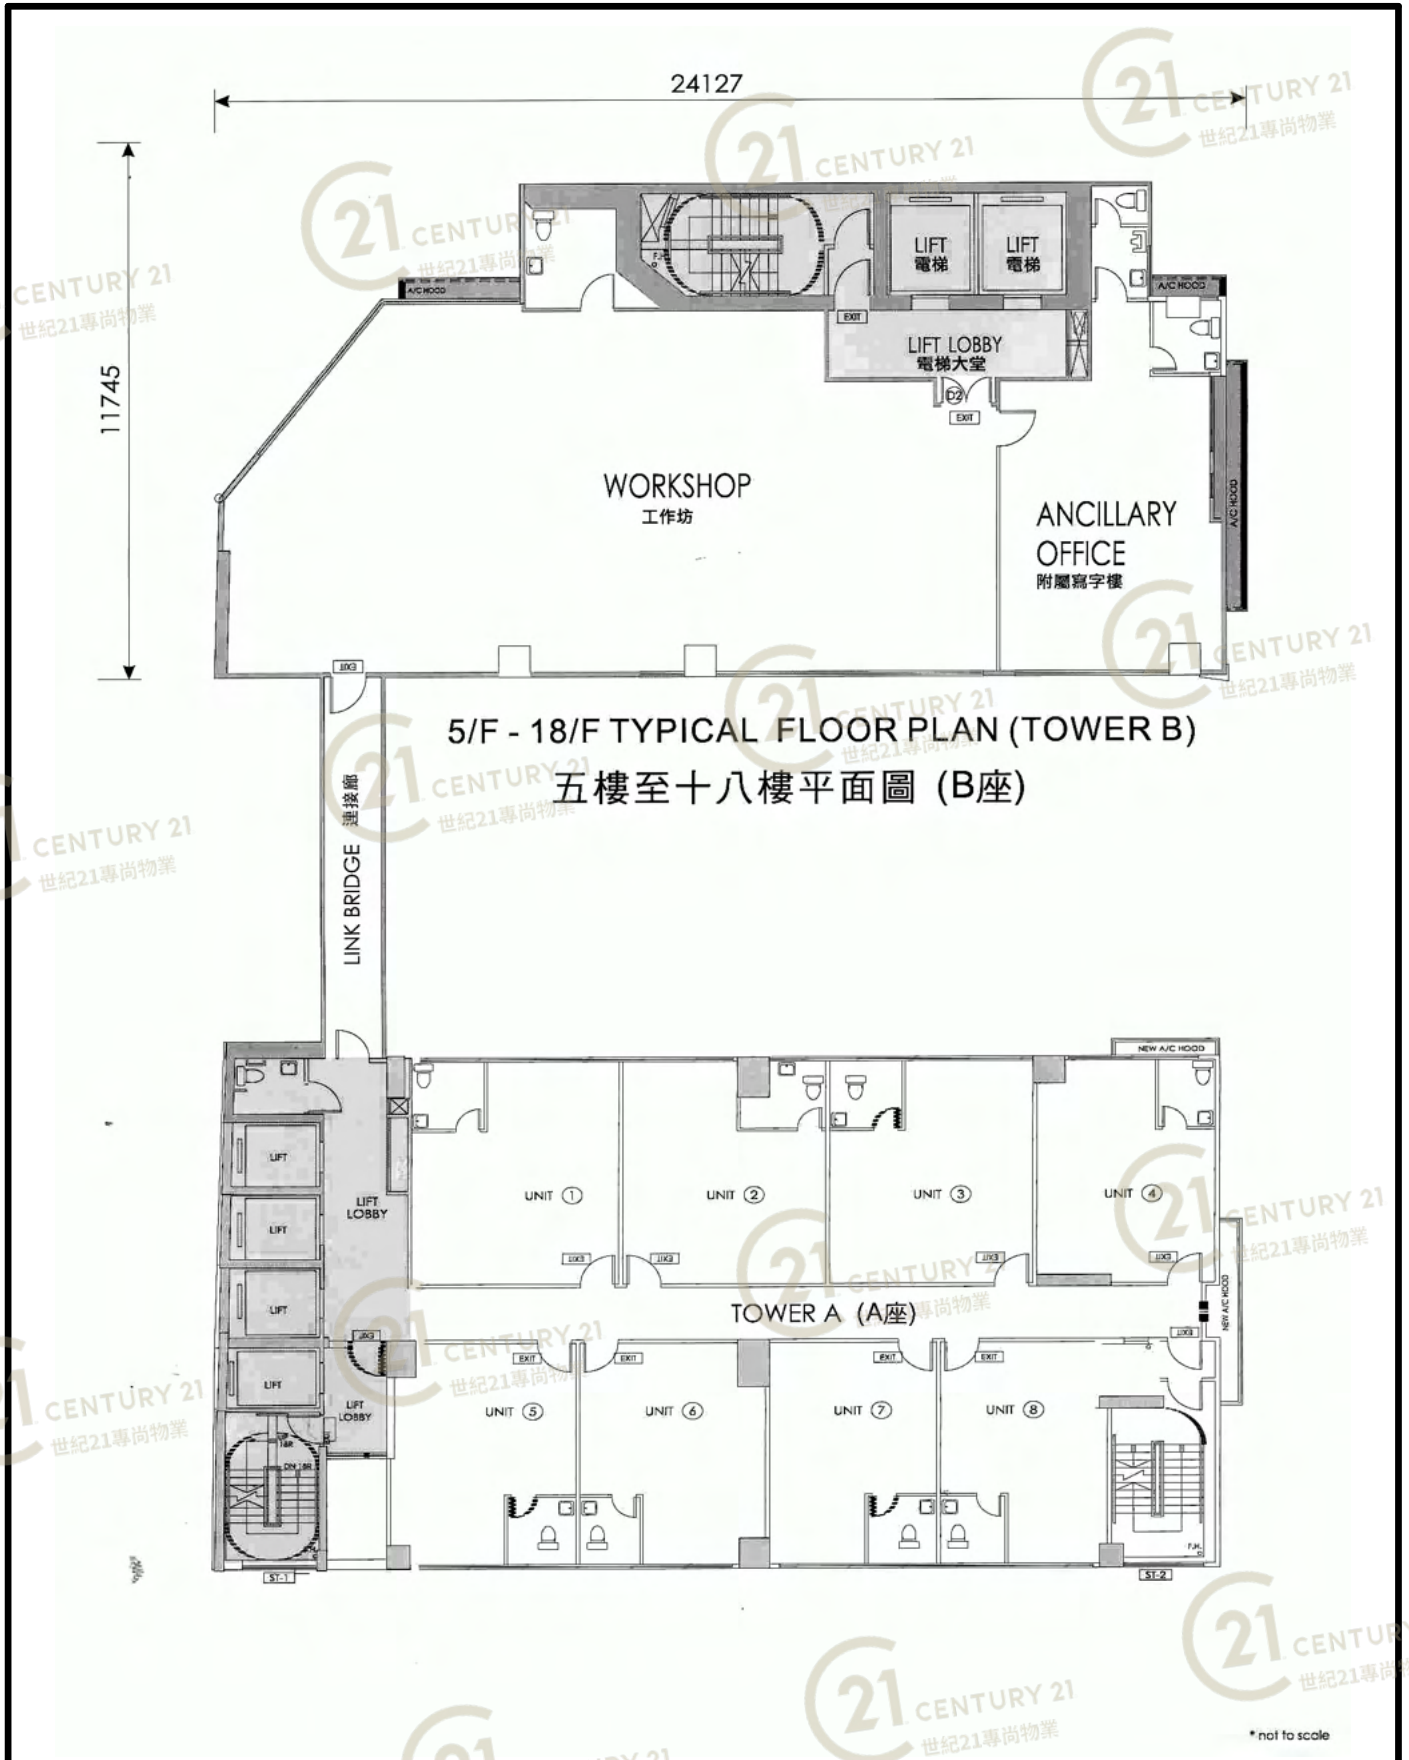 24127
11745
A/C HOOD
LIFT
電梯
LIFT
電梯
A/C HOOD
EXIT
LIFT LOBBY
電梯大堂
D2
EXIT
WORKSHOP
工作坊
ANCILLARY
OFFICE
附屬寫字樓
A/C HOOD
EXIT
5/F - 18/F TYPICAL FLOOR PLAN (TOWER B)
五樓至十八樓平面圖 (B座)
LINK BRIDGE 連接廊
NEW A/C HOOD
LIFT
LIFT
LIFT
LIFT
LIFT
LOBBY
UNIT 1
UNIT 2
UNIT 3
UNIT 4
EXIT
EXIT
EXIT
EXIT
TOWER A (A座)
NEW A/C HOOD
EXIT
EXIT
EXIT
EXIT
EXIT
EXIT
UNIT 5
UNIT 6
UNIT 7
UNIT 8
LIFT
LOBBY
18R
DN 18R
F.H.
ST-1
ST-2
*not to scale
21 CENTURY 21
世紀21專尚物業